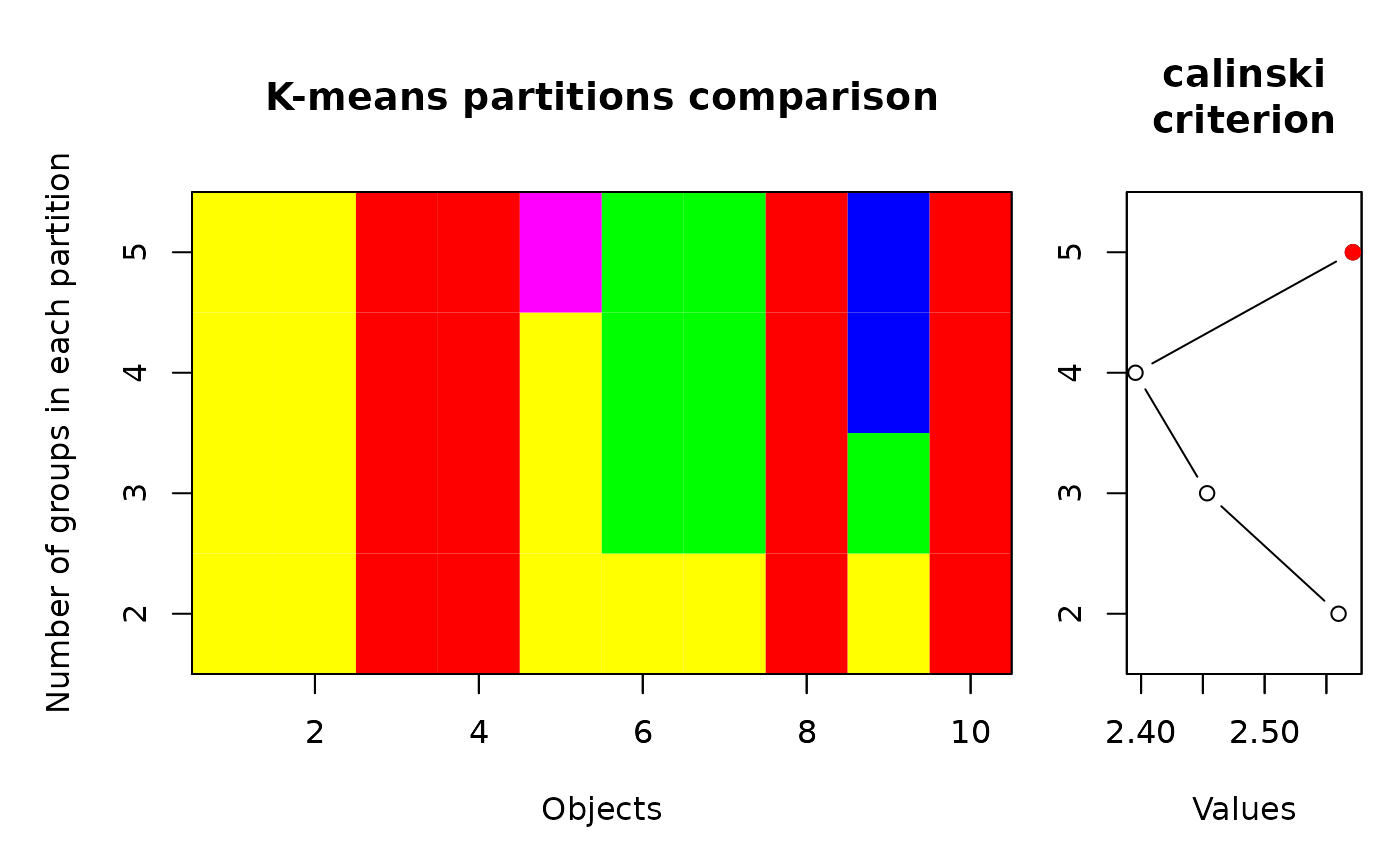 K-means partitions comparison
calinski
criterion
Number of groups in each partition
5
4
3
2
2
4
6
8
10
Objects
5
4
3
2
2.40
2.50
Values